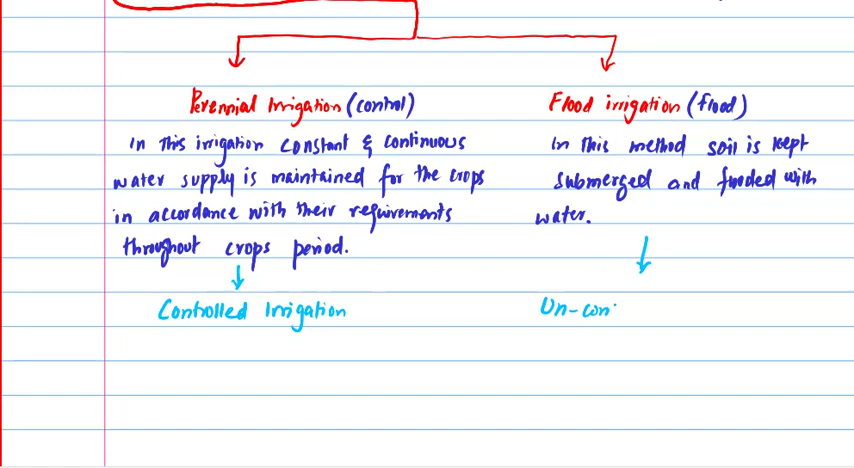 Perennial Irrigation (control)
In this irrigation constant & continuous
water supply is maintained for the crops
in accordance with their requirements
throughout crops period.
Controlled Irrigation
Flood irrigation (flood)
In this method soil is kept
submerged and flooded with
water.
Un-con